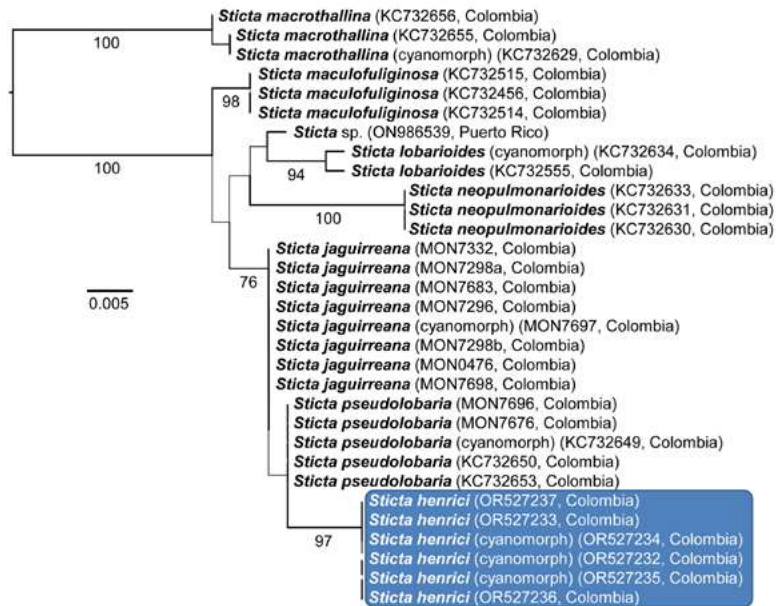 Sticta macrothallina (KC732656, Colombia)
Sticta macrothallina (KC732655, Colombia)
100
Sticta macrothallina (cyanomorph) (KC732629, Colombia)
Sticta maculofuliginosa (KC732515, Colombia)
Sticta maculofuliginosa (KC732456, Colombia)
98
Sticta maculofuliginosa (KC732514, Colombia)
Sticta sp. (ON986539, Puerto Rico)
Sticta lobarioides (cyanomorph) (KC732634, Colombia)
100
94
Sticta lobarioides (KC732555, Colombia)
Sticta neopulmonarioides (KC732633, Colombia)
Sticta neopulmonarioides (KC732631, Colombia)
100
Sticta neopulmonarioides (KC732630, Colombia)
Sticta jaguirreana (MON7332, Colombia)
Sticta jaguirreana (MON7298a, Colombia)
76
Sticta jaguirreana (MON7683, Colombia)
0.005
Sticta jaguirreana (MON7296, Colombia)
Sticta jaguirreana (cyanomorph) (MON7697, Colombia)
Sticta jaguirreana (MON7298b, Colombia)
Sticta jaguirreana (MON0476, Colombia)
Sticta jaguirreana (MON7698, Colombia)
Sticta pseudolobaria (MON7696, Colombia)
Sticta pseudolobaria (MON7676, Colombia)
Sticta pseudolobaria (cyanomorph) (KC732649, Colombia)
Sticta pseudolobaria (KC732650, Colombia)
Sticta pseudolobaria (KC732653, Colombia)
Sticta henrici (OR527237, Colombia)
Sticta henrici (OR527233, Colombia)
97
Sticta henrici (cyanomorph) (OR527234, Colombia)
Sticta henrici (cyanomorph) (OR527232, Colombia)
Sticta henrici (cyanomorph) (OR527235, Colombia)
Sticta henrici (OR527236, Colombia)